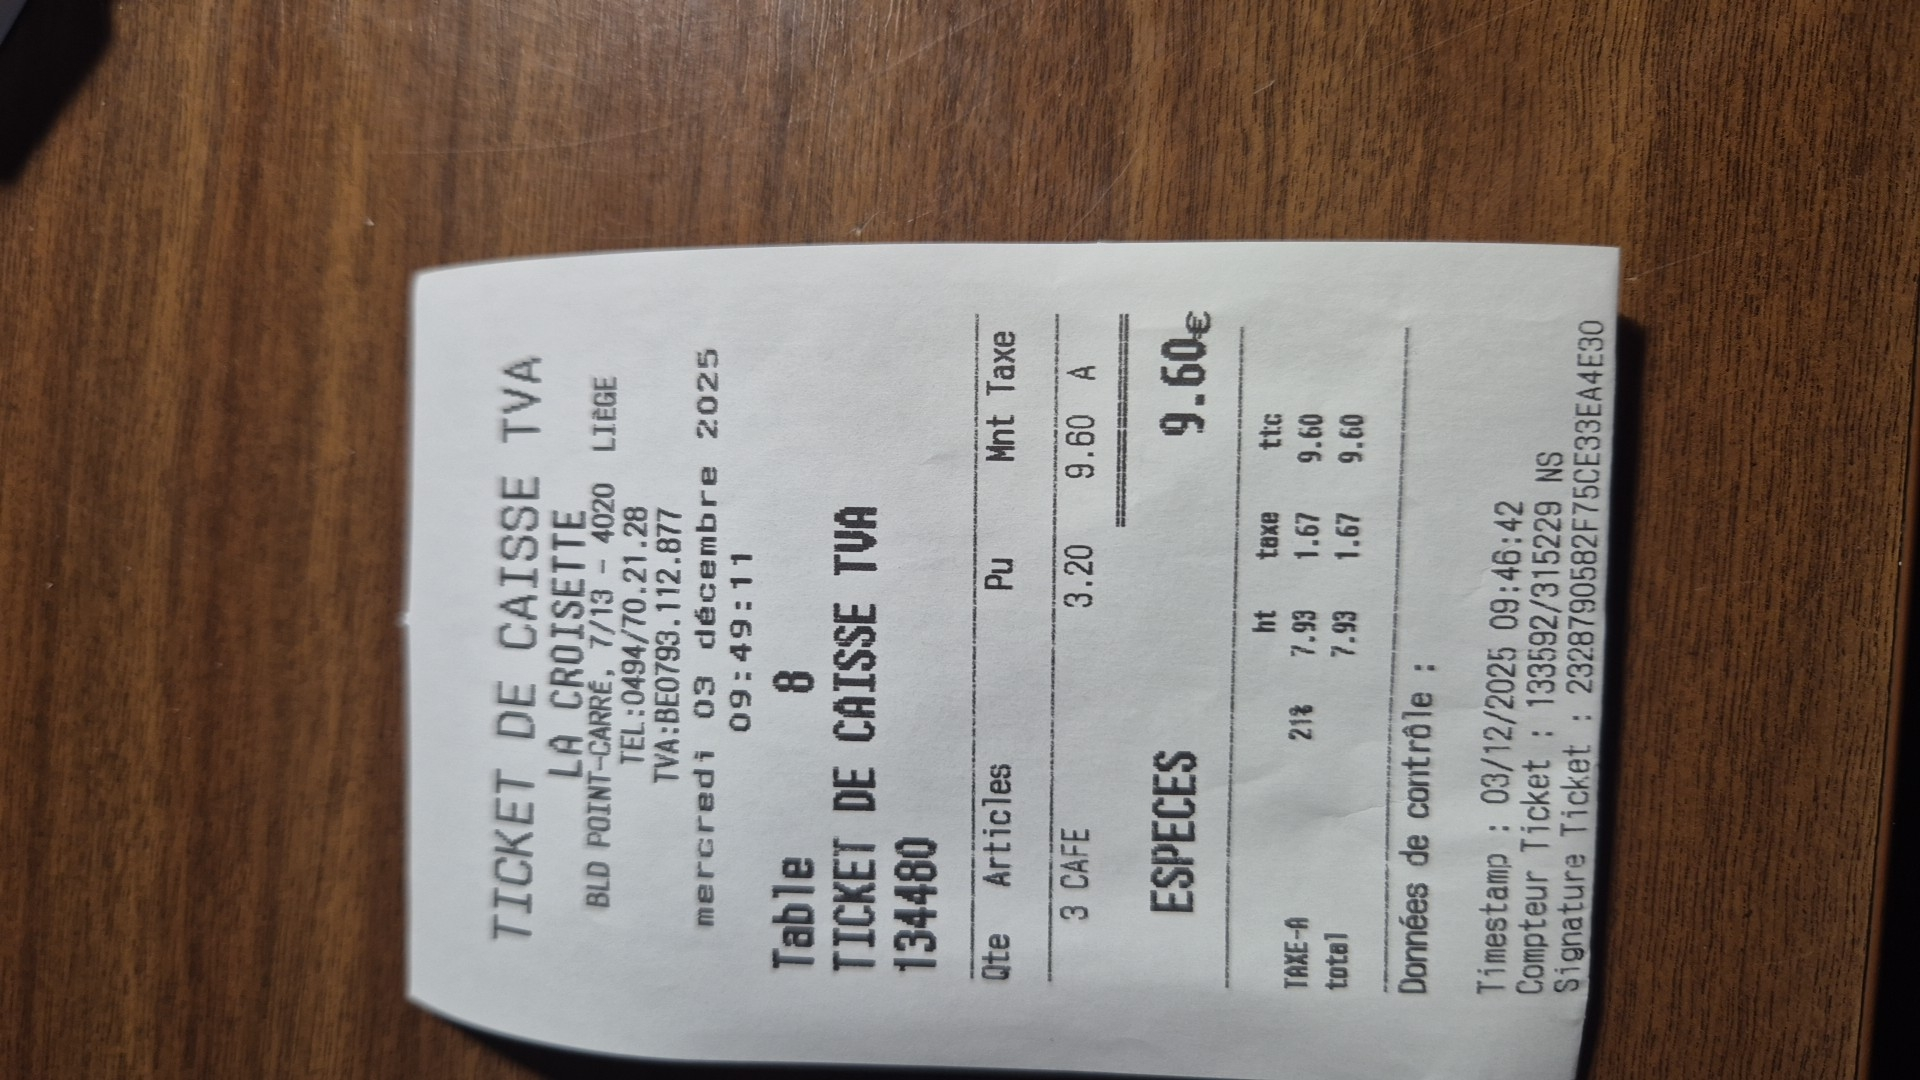 TICKET DE CAISSE TVA
LA CROISETTE
BLD POINT-CARRÉ, 7/13 - 4020 LIÈGE
TEL:0494/70.21.28
TVA:BE0793.112.877
mercredi 03 décembre 2025
09:49:11
Table 8
TICKET DE CAISSE TVA
134480
Qte Articles Pu Mnt Taxe
3 CAFE 3.20 9.60 A
ESPECES 9.60€
ht taxe ttc
TAXE-A 21% 7.93 1.67 9.60
total 7.93 1.67 9.60
Données de contrôle :
Timestamp : 03/12/2025 09:46:42
Compteur Ticket : 133592/315229 NS
Signature Ticket : 2328790582F75CE33EA4E30